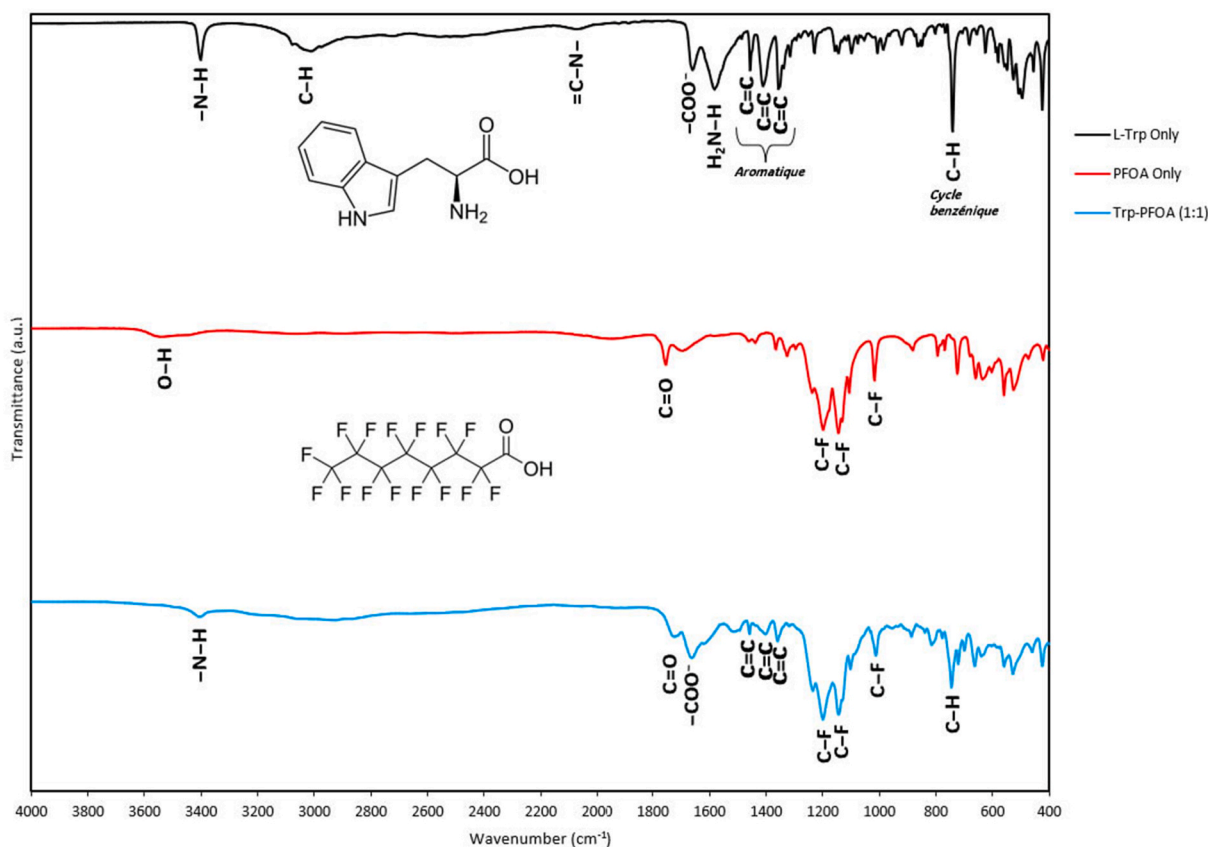 –N–H
C–H
=C–N–
–COO⁻
H₂N–H
C=C
C=C
C=C
Aromatique
C–H
Cycle
benzénique
O
OH
NH₂
HN
L-Trp Only
PFOA Only
Trp-PFOA (1:1)
Transmittance (a.u.)
O–H
C=O
C–F
C–F
C–F
F F F F F F O
F
OH
F F F F F F F F
–N–H
C=O
–COO⁻
C=C
C=C
C=C
C–F
C–F
C–F
C–H
4000 3800 3600 3400 3200 3000 2800 2600 2400 2200 2000 1800 1600 1400 1200 1000 800 600 400
Wavenumber (cm⁻¹)